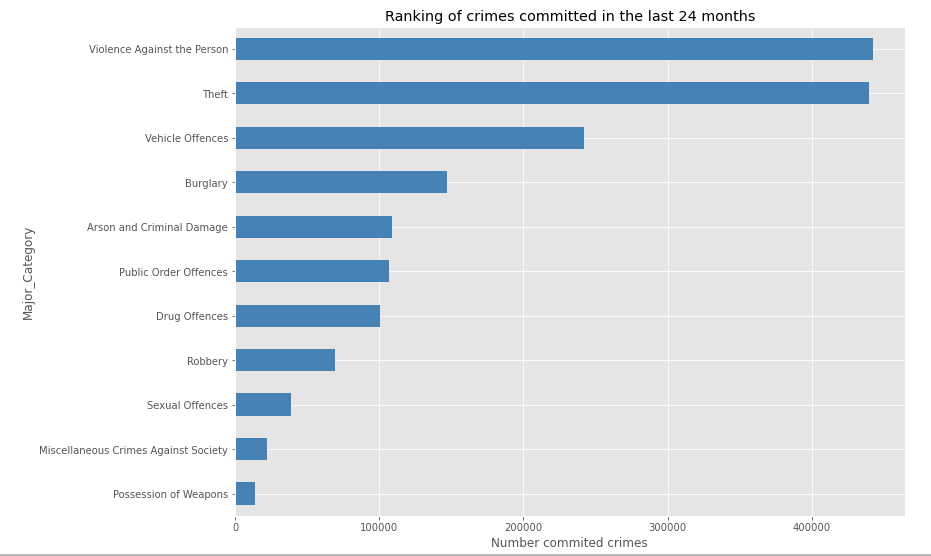 Ranking of crimes committed in the last 24 months
Violence Against the Person
Theft
Vehicle Offences
Burglary
Arson and Criminal Damage
Public Order Offences
Drug Offences
Robbery
Sexual Offences
Miscellaneous Crimes Against Society
Possession of Weapons
Major_Category
0 100000 200000 300000 400000
Number commited crimes